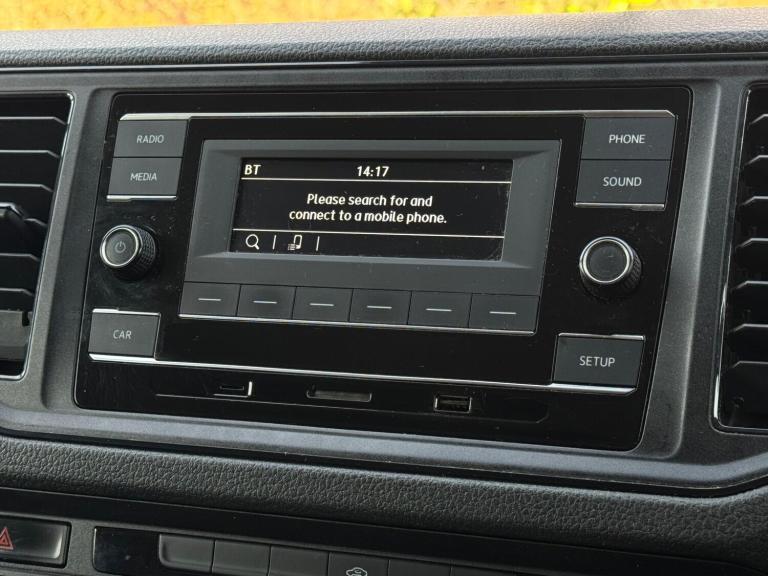 RADIO
MEDIA
BT 14:17
Please search for and
connect to a mobile phone.
PHONE
SOUND
CAR
SETUP